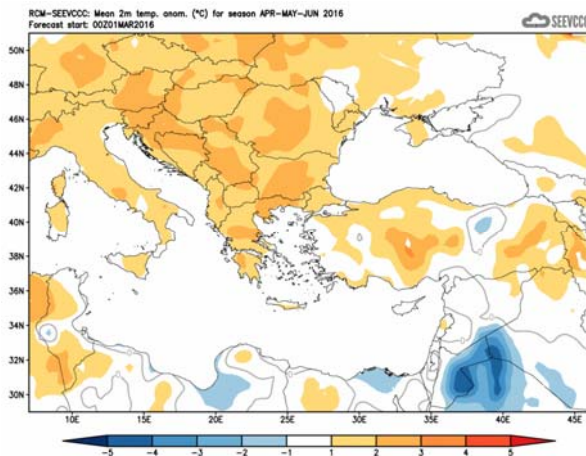 RCM-SEEVCCC: Mean 2m temp. anom. (°C) for season APR-MAY-JUN 2016
Forecast start: 00Z01MAR2016
SEEVCCC
50N
48N
46N
44N
42N
40N
38N
36N
34N
32N
30N
10E 15E 20E 25E 30E 35E 40E 45E
-5 -4 -3 -2 -1 1 2 3 4 5